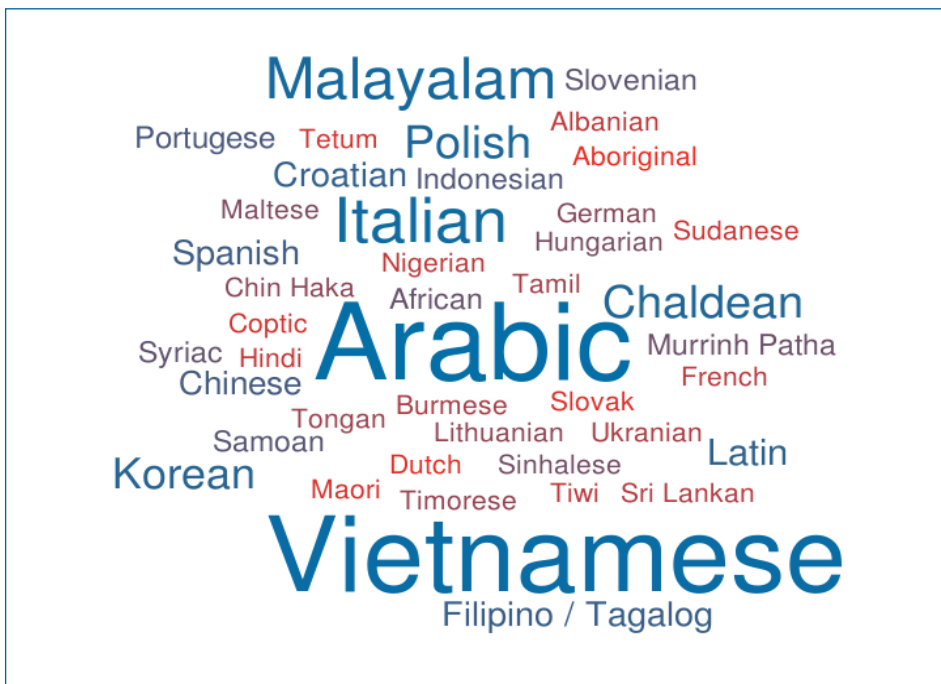 Malayalam Slovenian
Albanian
Portugese Tetum Polish
Aboriginal
Croatian Indonesian
Maltese Italian German
Sudanese
Hungarian
Spanish
Nigerian
Chin Haka African Tamil
Chaldean
Coptic Arabic
Syriac Hindi Murrinh Patha
Chinese French
Tongan Burmese Slovak
Samoan Lithuanian Ukranian
Latin
Korean Dutch Sinhalese
Maori Timorese Tiwi Sri Lankan
Vietnamese
Filipino / Tagalog